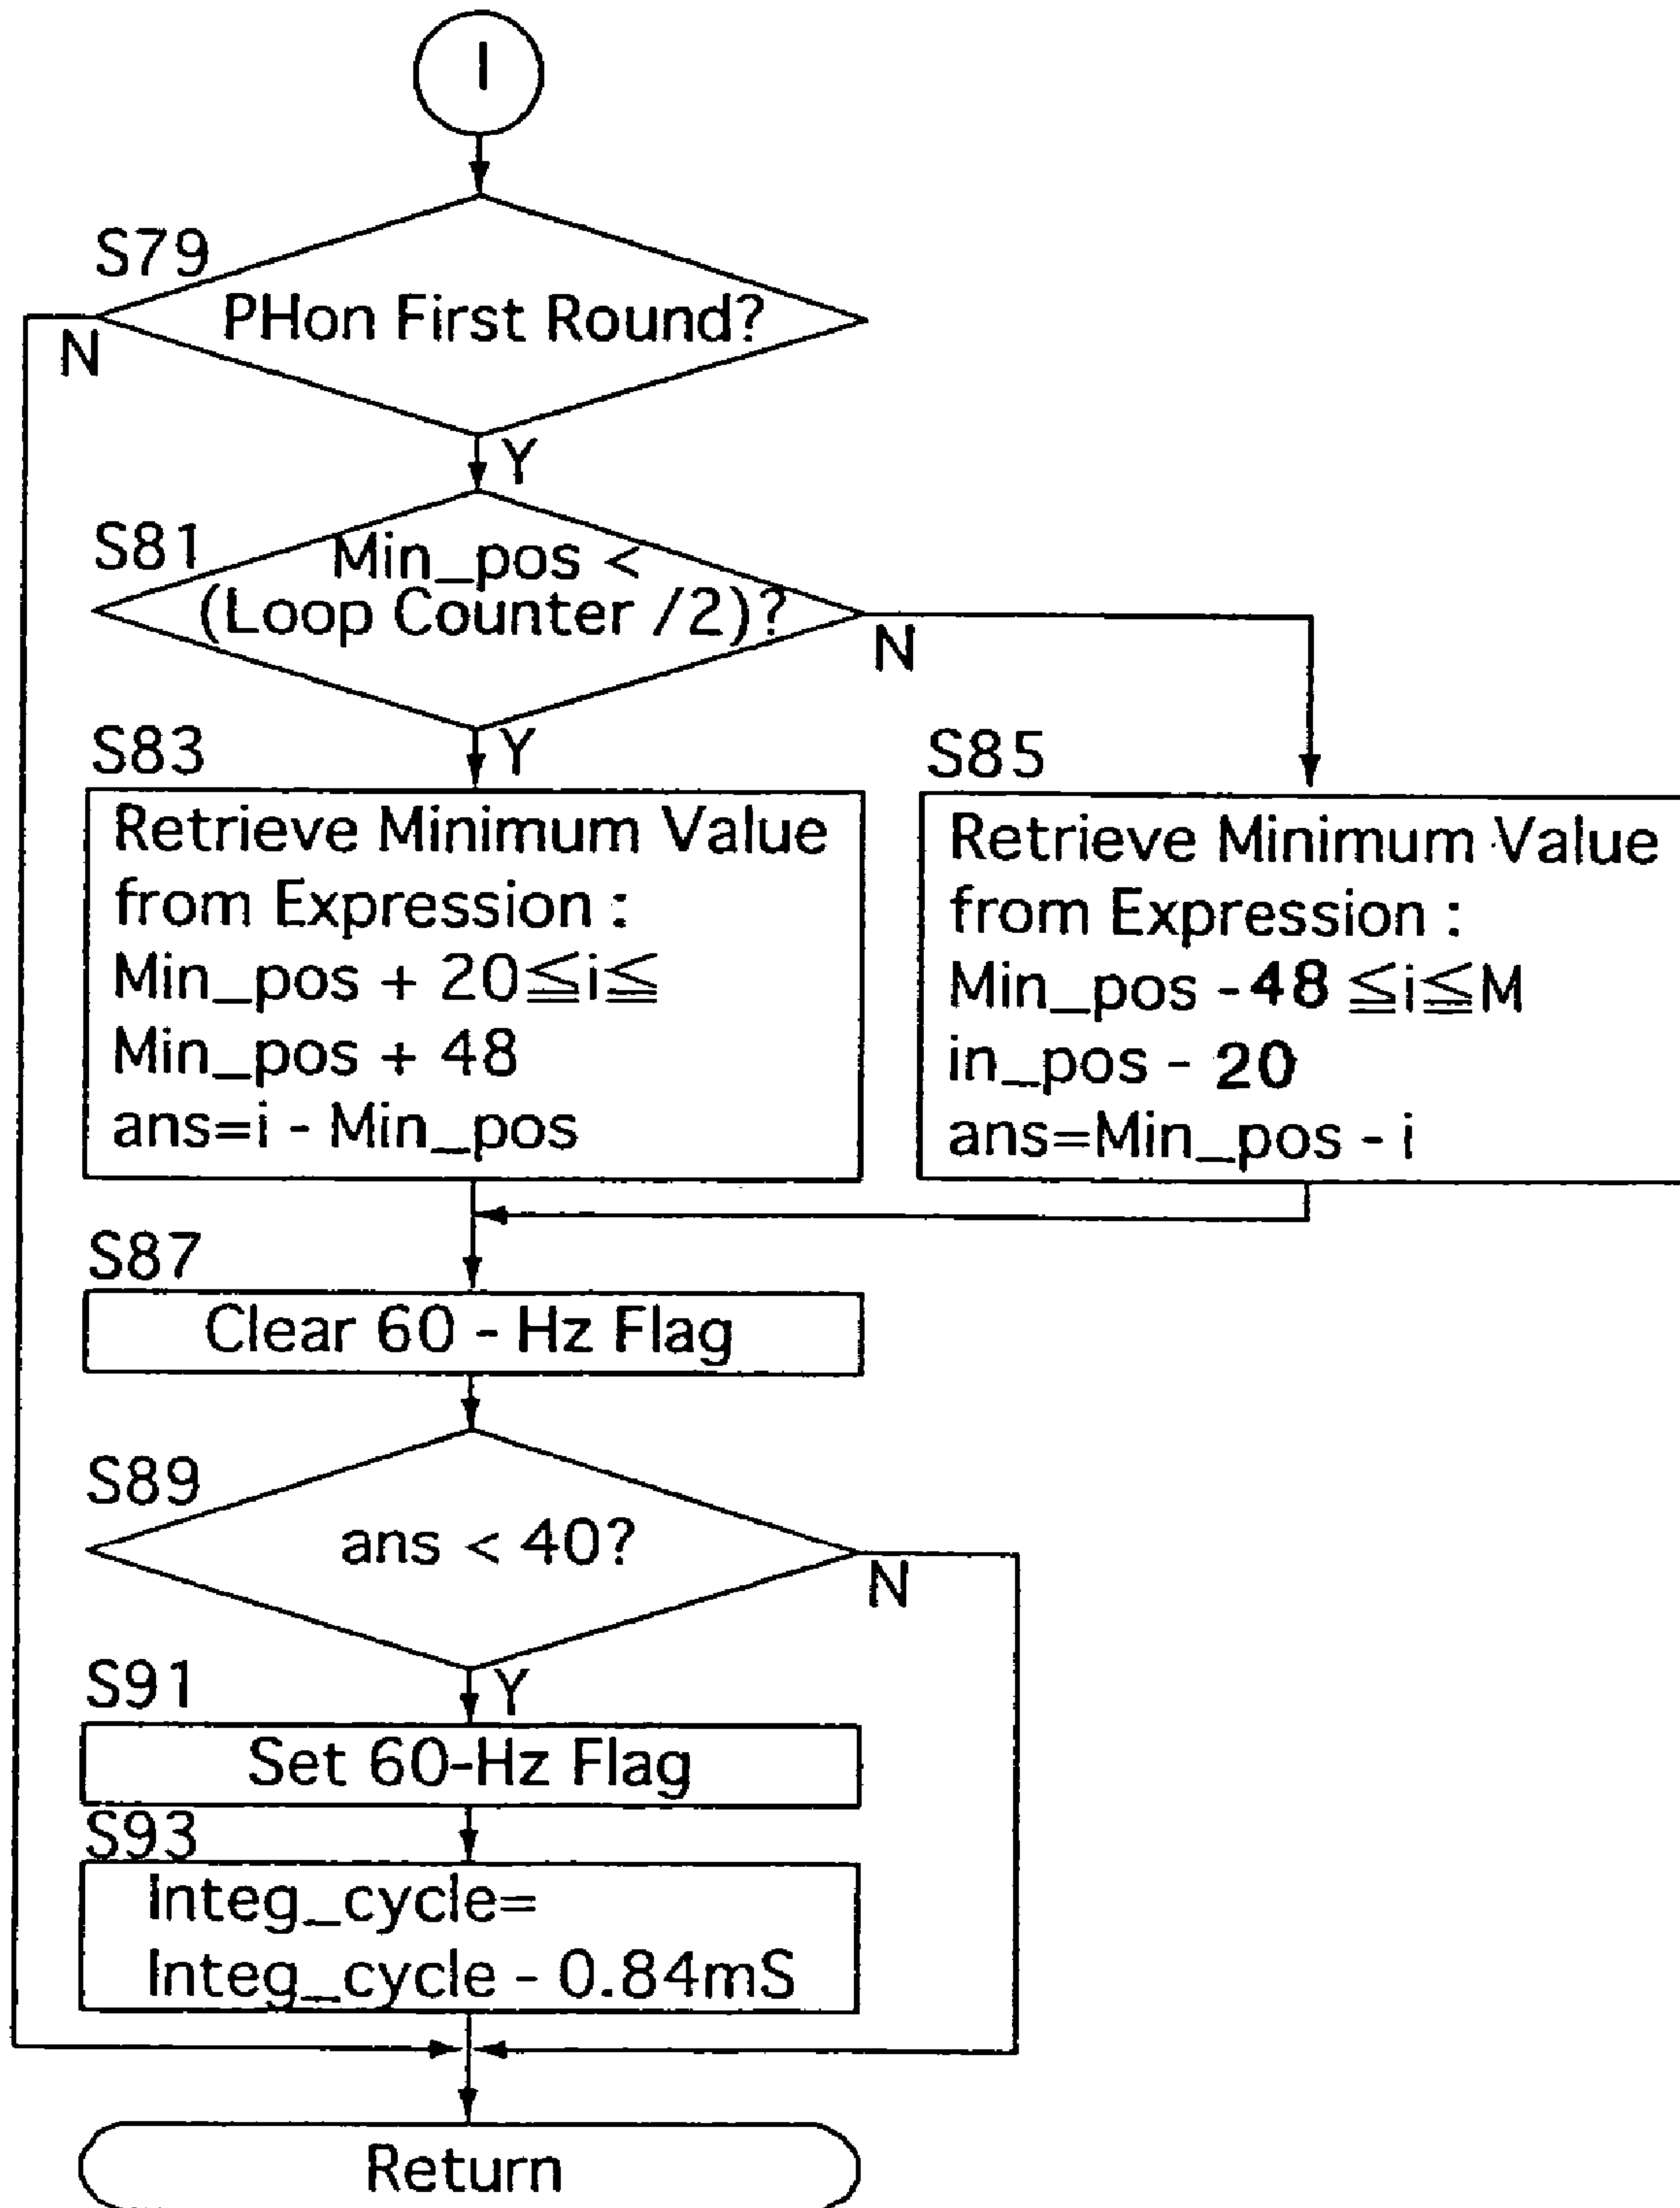 I
S79
PHon First Round?
N
Y
S81
Min_pos <
(Loop Counter /2)?
N
Y
S83
Retrieve Minimum Value
from Expression :
Min_pos + 20≦i≦
Min_pos + 48
ans=i - Min_pos
S85
Retrieve Minimum Value
from Expression :
Min_pos - 48 ≦i≦M
in_pos - 20
ans=Min_pos - i
S87
Clear 60 - Hz Flag
S89
ans < 40?
N
Y
S91
Set 60-Hz Flag
S93
Integ_cycle=
Integ_cycle - 0.84mS
Return